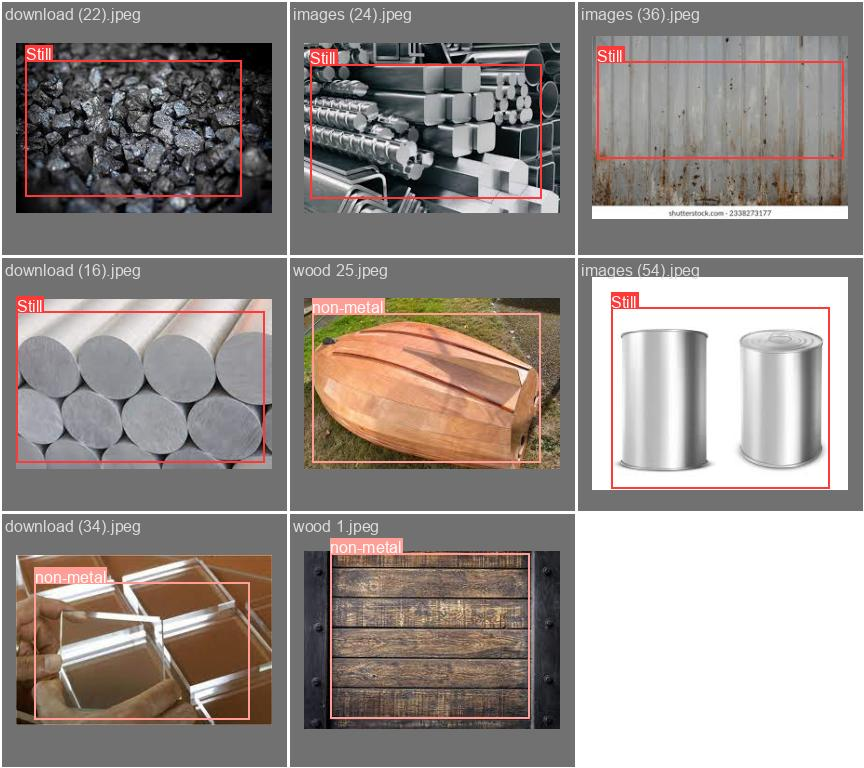 download (22).jpeg
Still
images (24).jpeg
Still
images (36).jpeg
Still
shutterstock.com · 2338273177
download (16).jpeg
Still
wood 25.jpeg
non-metal
images (54).jpeg
Still
download (34).jpeg
non-metal
wood 1.jpeg
non-metal